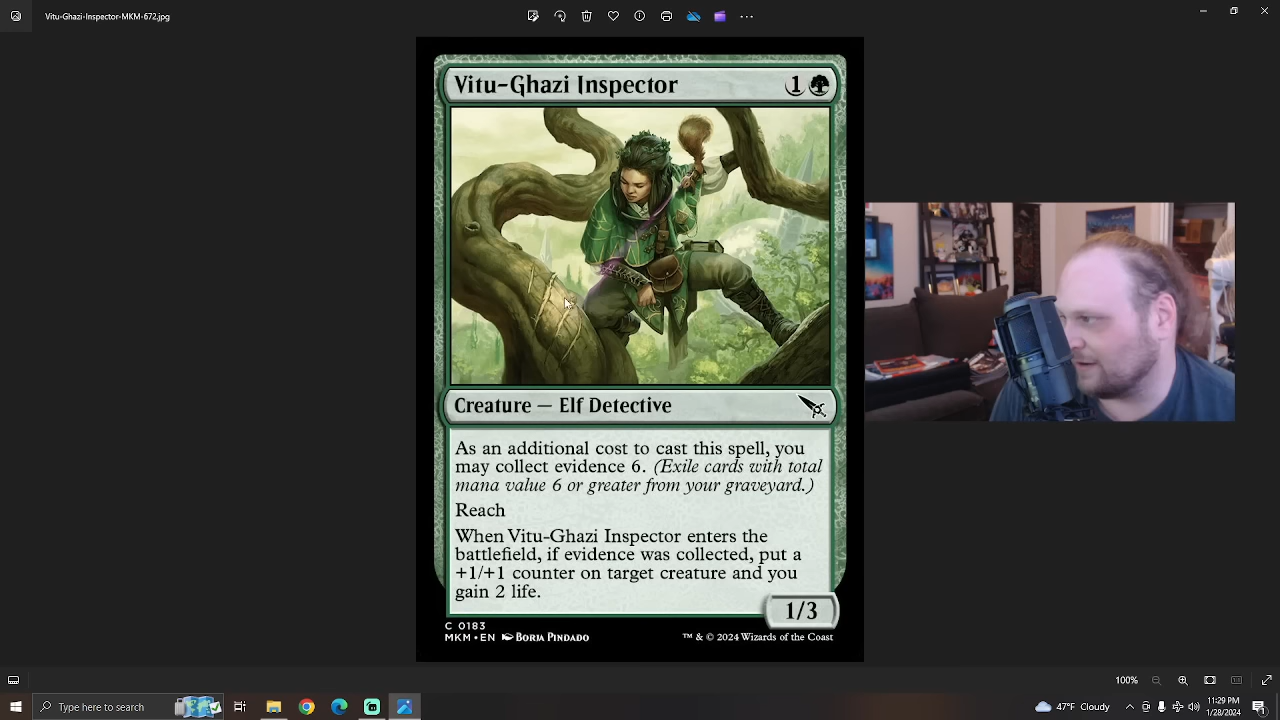 Vitu-Ghazi-Inspector-MKM-672.jpg
Vitu-Ghazi Inspector
1
Creature — Elf Detective
As an additional cost to cast this spell, you
may collect evidence 6. (Exile cards with total
mana value 6 or greater from your graveyard.)
Reach
When Vitu-Ghazi Inspector enters the
battlefield, if evidence was collected, put a
+1/+1 counter on target creature and you
gain 2 life.
1/3
C 0183
MKM • EN Borja Pindado
™ & © 2024 Wizards of the Coast
100%
Type here to search
47°F Cloudy
11:29 PM
1/28/2024